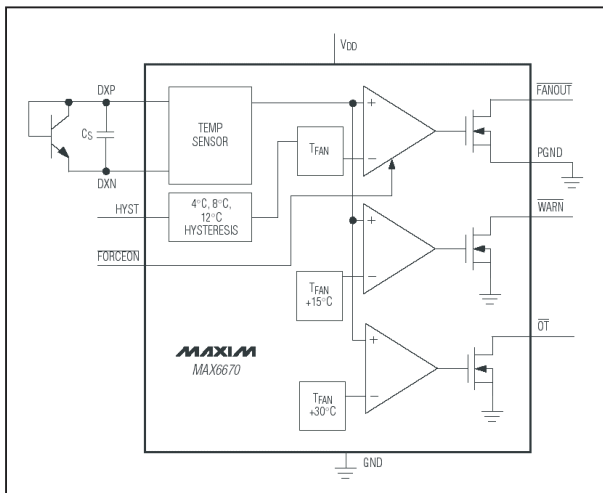 VDD
DXP
FANOUT
CS
TEMP
SENSOR
TFAN
PGND
DXN
HYST
4°C, 8°C,
12°C
HYSTERESIS
WARN
FORCEON
TFAN
+15°C
OT
MAXIM
MAX6670
TFAN
+30°C
GND
+
−
+
−
+
−